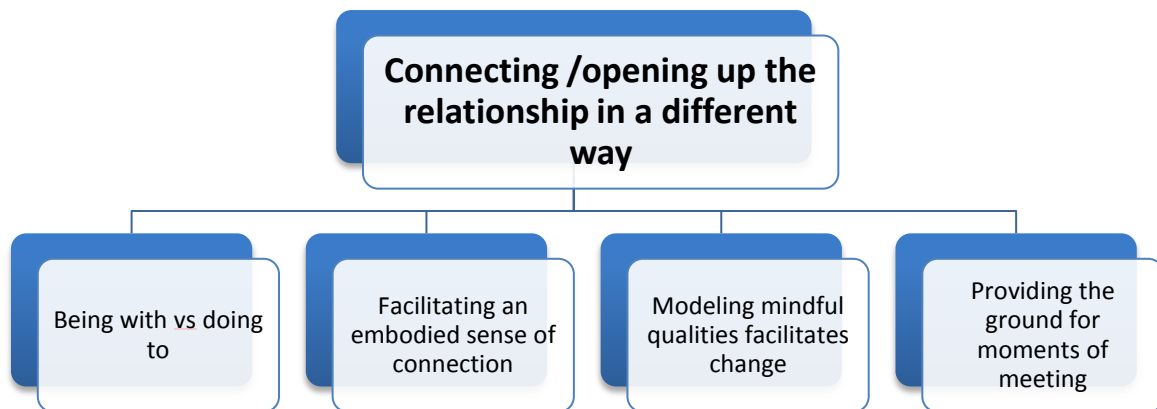 Connecting /opening up the
relationship in a different
way
Being with vs doing
to
Facilitating an
embodied sense of
connection
Modeling mindful
qualities facilitates
change
Providing the
ground for
moments of
meeting